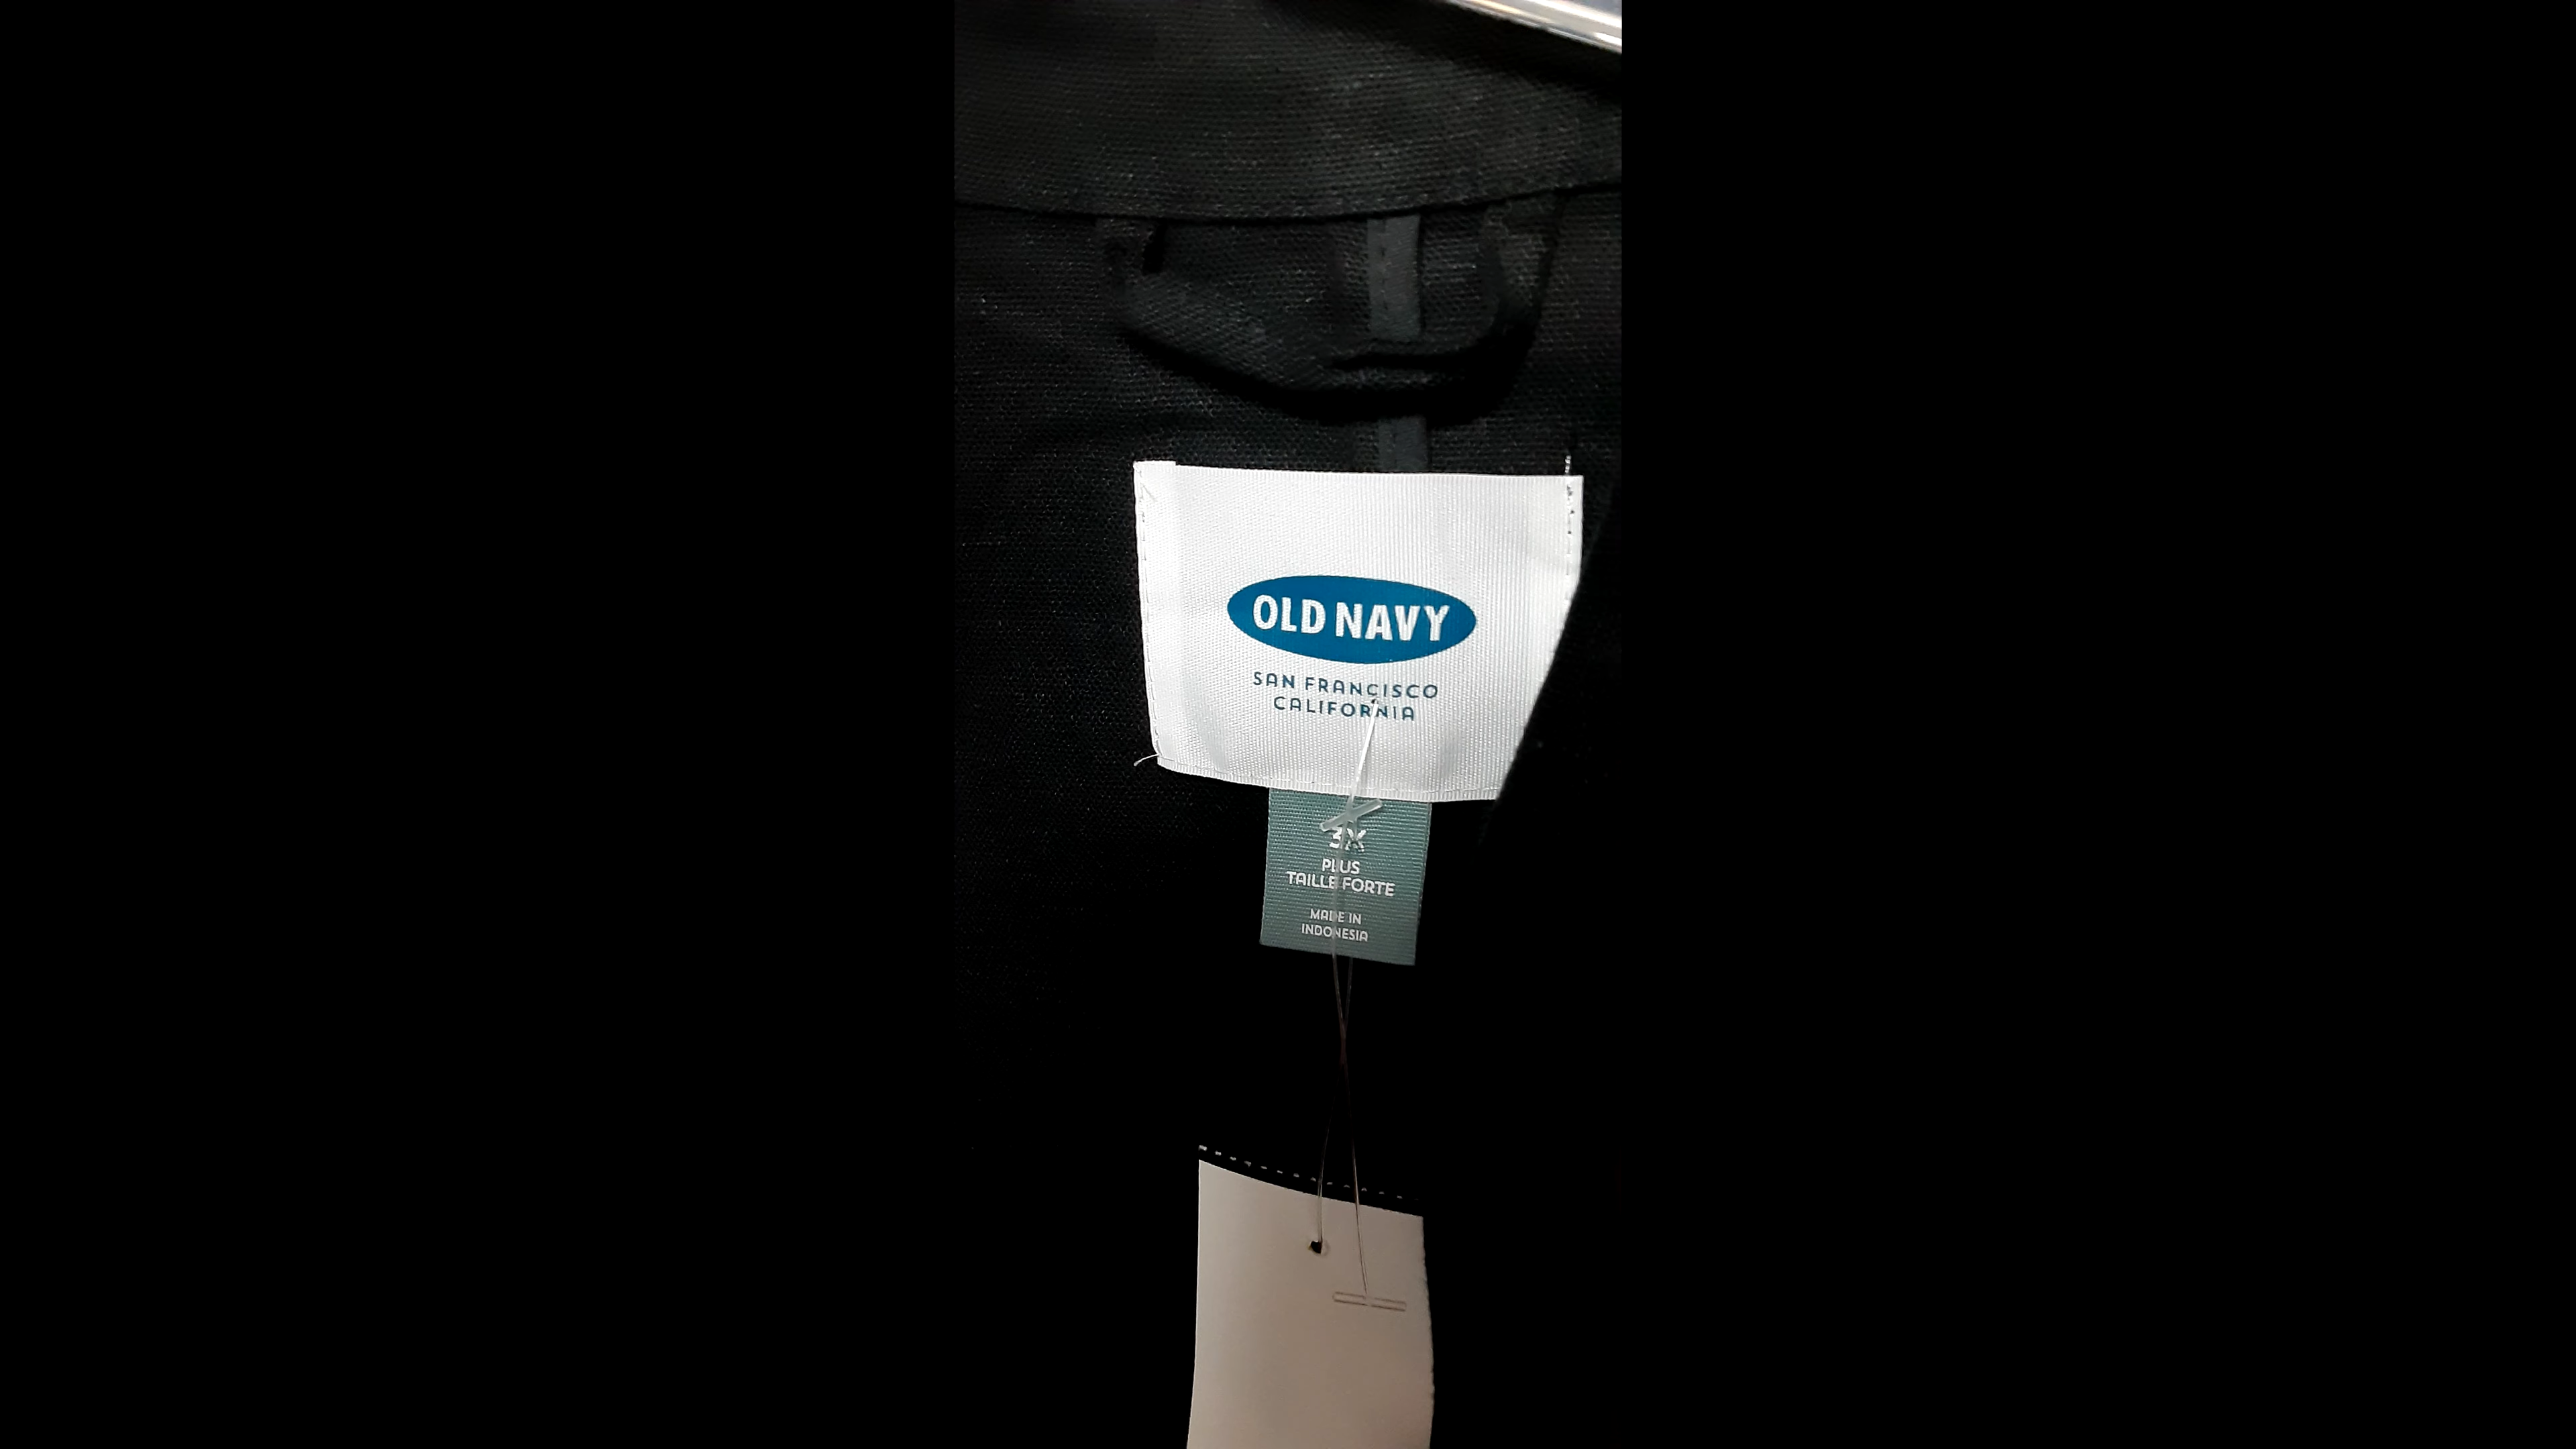 OLD NAVY
SAN FRANCISCO
CALIFORNIA
3X
PLUS
TAILLE FORTE
MADE IN
INDONESIA